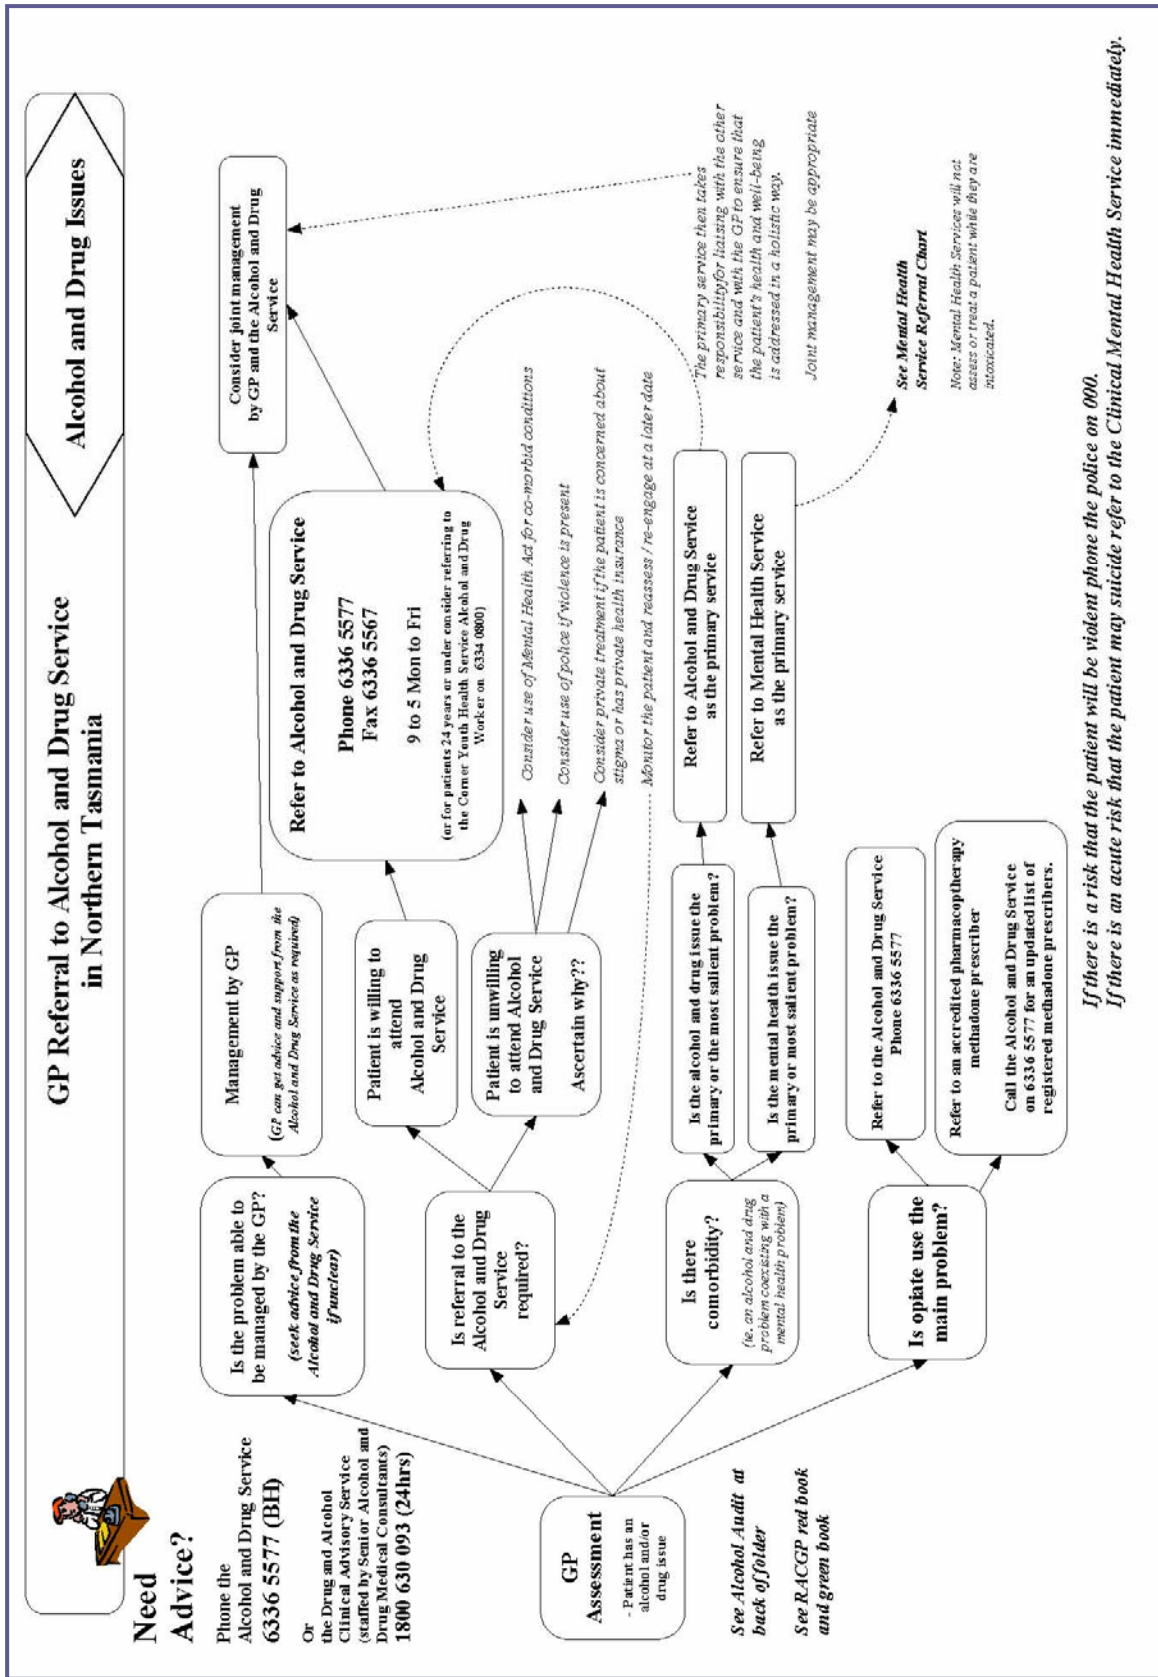 GP Referral to Alcohol and Drug Service
in Northern Tasmania
Alcohol and Drug Issues
Need
Advice?
Phone the
Alcohol and Drug Service
6336 5577 (BH)
Or
the Drug and Alcohol
Clinical Advisory Service
(staffed by Senior Alcohol and
Drug Medical Consultants)
1800 630 093 (24hrs)
GP
Assessment
- Patient has an
alcohol and/or
drug issue
See Alcohol Audit at
back of folder
See RACGP red book
and green book
Is the problem able to
be managed by the GP?
(seek advice from the
Alcohol and Drug Service
if unclear)
Management by GP
(GP can get advice and support from the
Alcohol and Drug Service as required)
Consider joint management
by GP and the Alcohol and Drug
Service
Is referral to the
Alcohol and Drug
Service
required?
Patient is willing to
attend
Alcohol and Drug
Service
Refer to Alcohol and Drug Service
Phone 6336 5577
Fax 6336 5567
9 to 5 Mon to Fri
(or for patients 24 years or under consider referring to
the Corner Youth Health Service Alcohol and Drug
Worker on 6334 0800)
Patient is unwilling
to attend Alcohol
and Drug Service
Ascertain why??
Consider use of Mental Health Act for co-morbid conditions
Consider use of police if violence is present
Consider private treatment if the patient is concerned about
stigma or has private health insurance
Monitor the patient and reassess / re-engage at a later date
Is there
comorbidity?
(ie. an alcohol and drug
problem coexisting with a
mental health problem)
Is the alcohol and drug issue the
primary or the most salient problem?
Refer to Alcohol and Drug Service
as the primary service
The primary service then takes
responsibility for liaising with the other
service and with the GP to ensure that
the patient's health and well-being
is addressed in a holistic way.
Joint management may be appropriate
Is the mental health issue the
primary or most salient problem?
Refer to Mental Health Service
as the primary service
See Mental Health
Service Referral Chart
Note: Mental Health Services will not
assess or treat a patient while they are
intoxicated.
Is opiate use the
main problem?
Refer to the Alcohol and Drug Service
Phone 6336 5577
Refer to an accredited pharmacotherapy
methadone prescriber
Call the Alcohol and Drug Service
on 6336 5577 for an updated list of
registered methadone prescribers.
If there is a risk that the patient will be violent phone the police on 000.
If there is an acute risk that the patient may suicide refer to the Clinical Mental Health Service immediately.